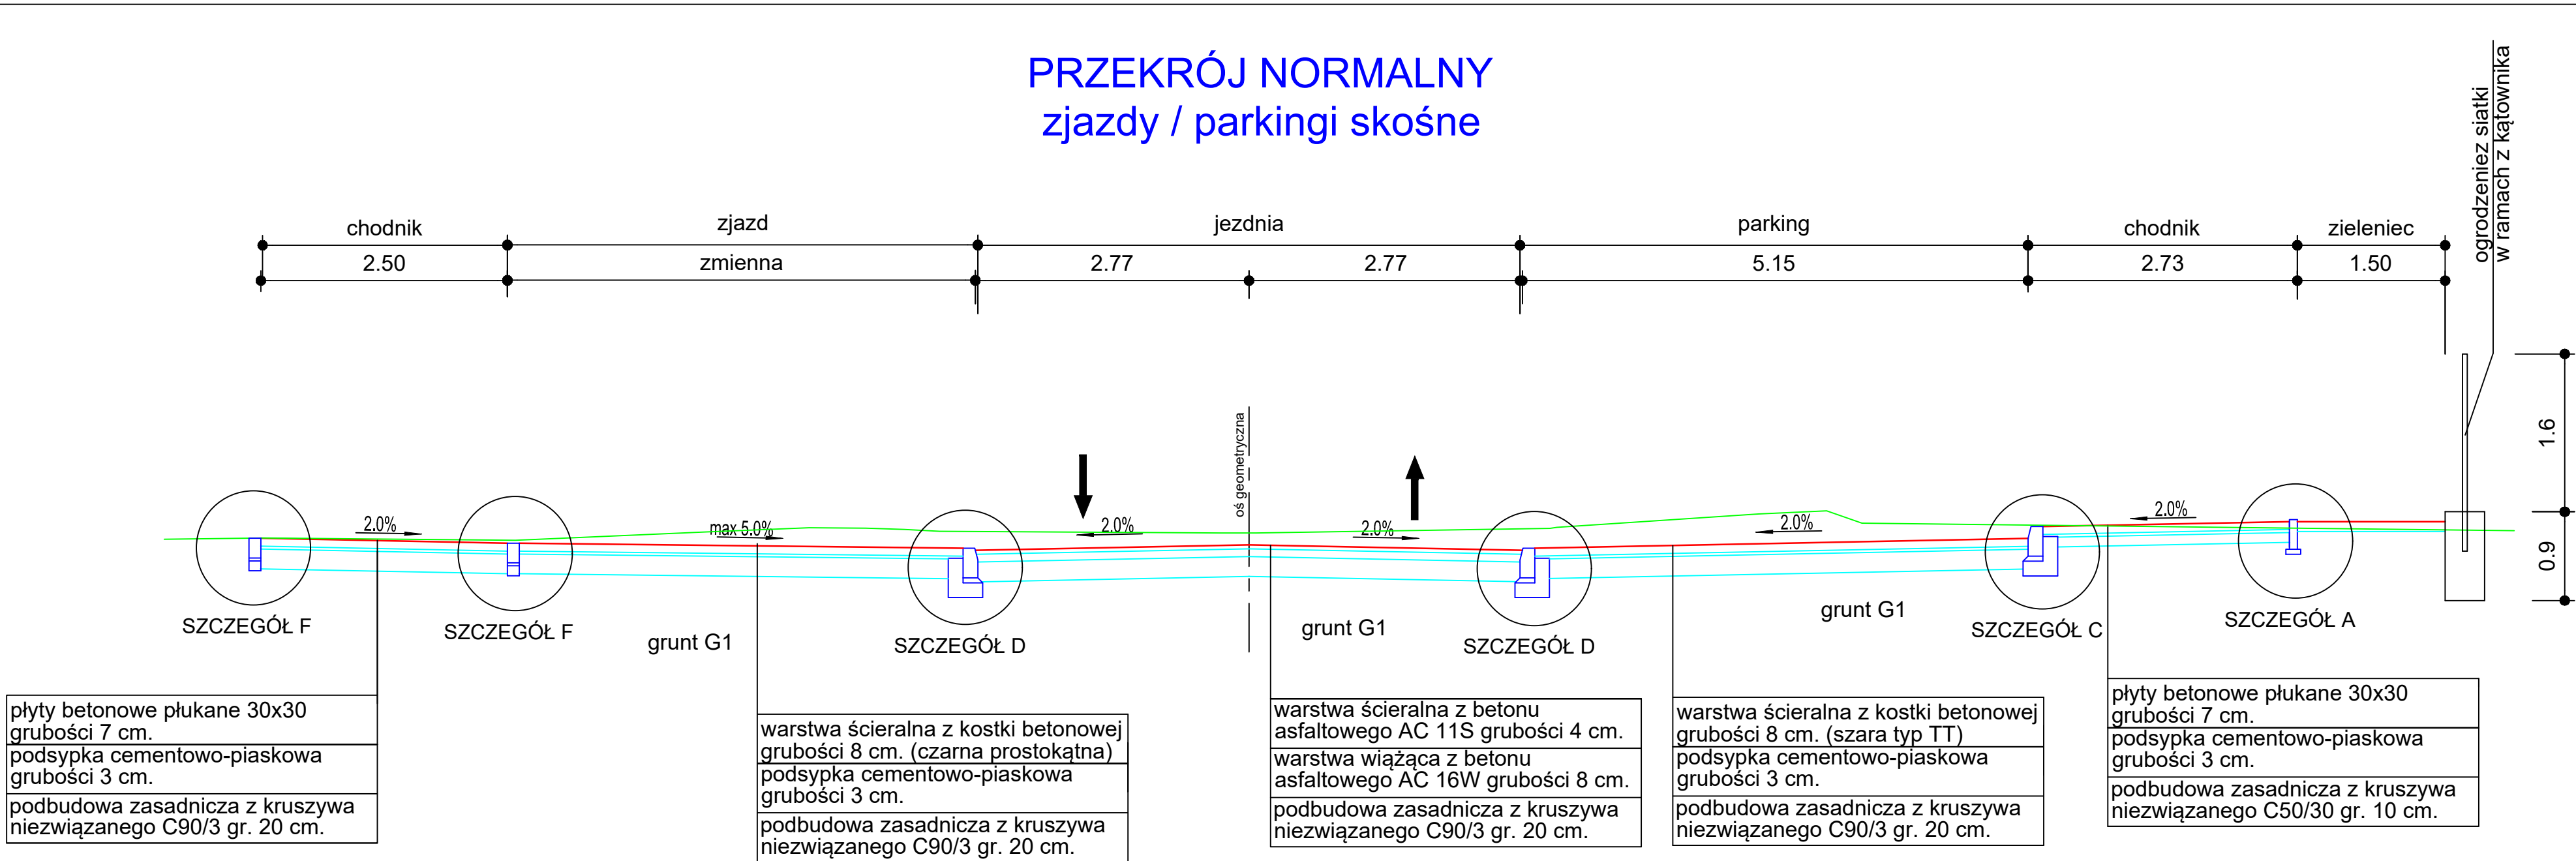 PRZEKRÓJ NORMALNY
zjazdy / parkingi skośne
ogrodzeniez siatki
w ramach z kątownika
chodnik
zjazd
jezdnia
parking
chodnik
zieleniec
2.50
zmienna
2.77
2.77
5.15
2.73
1.50
1.6
0.9
oś geometryczna
2.0%
max 5.0%
2.0%
2.0%
2.0%
2.0%
SZCZEGÓŁ F
SZCZEGÓŁ F
grunt G1
SZCZEGÓŁ D
grunt G1
SZCZEGÓŁ D
grunt G1
SZCZEGÓŁ C
SZCZEGÓŁ A
płyty betonowe płukane 30x30
grubości 7 cm.
podsypka cementowo-piaskowa
grubości 3 cm.
podbudowa zasadnicza z kruszywa
niezwiązanego C90/3 gr. 20 cm.
warstwa ścieralna z kostki betonowej
grubości 8 cm. (czarna prostokątna)
podsypka cementowo-piaskowa
grubości 3 cm.
podbudowa zasadnicza z kruszywa
niezwiązanego C90/3 gr. 20 cm.
warstwa ścieralna z betonu
asfaltowego AC 11S grubości 4 cm.
warstwa wiążąca z betonu
asfaltowego AC 16W grubości 8 cm.
podbudowa zasadnicza z kruszywa
niezwiązanego C90/3 gr. 20 cm.
warstwa ścieralna z kostki betonowej
grubości 8 cm. (szara typ TT)
podsypka cementowo-piaskowa
grubości 3 cm.
podbudowa zasadnicza z kruszywa
niezwiązanego C90/3 gr. 20 cm.
płyty betonowe płukane 30x30
grubości 7 cm.
podsypka cementowo-piaskowa
grubości 3 cm.
podbudowa zasadnicza z kruszywa
niezwiązanego C50/30 gr. 10 cm.